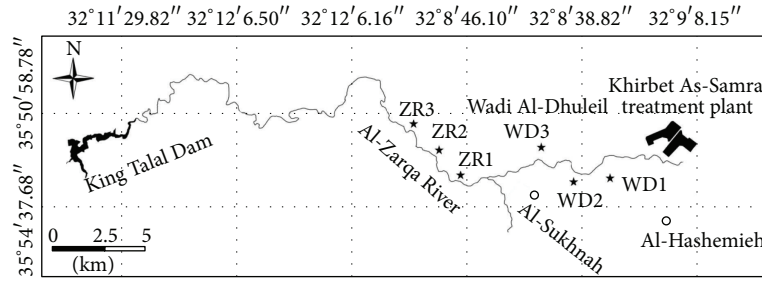 32°11′29.82″ 32°12′6.50″ 32°12′6.16″ 32°8′46.10″ 32°8′38.82″ 32°9′8.15″
N
35°50′58.78″
35°54′37.68″
Khirbet As-Samra
treatment plant
Wadi Al-Dhuleil
ZR3
ZR2
ZR1
WD3
WD2
WD1
King Talal Dam
Al-Zarqa River
Al-Sukhnah
Al-Hashemieh
0 2.5 5
(km)